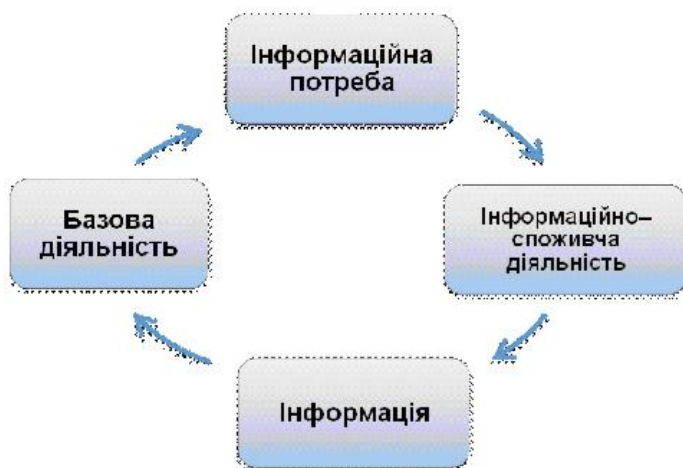 Інформаційна
потреба
Базова
діяльність
Інформаційно–
споживча
діяльність
Інформація